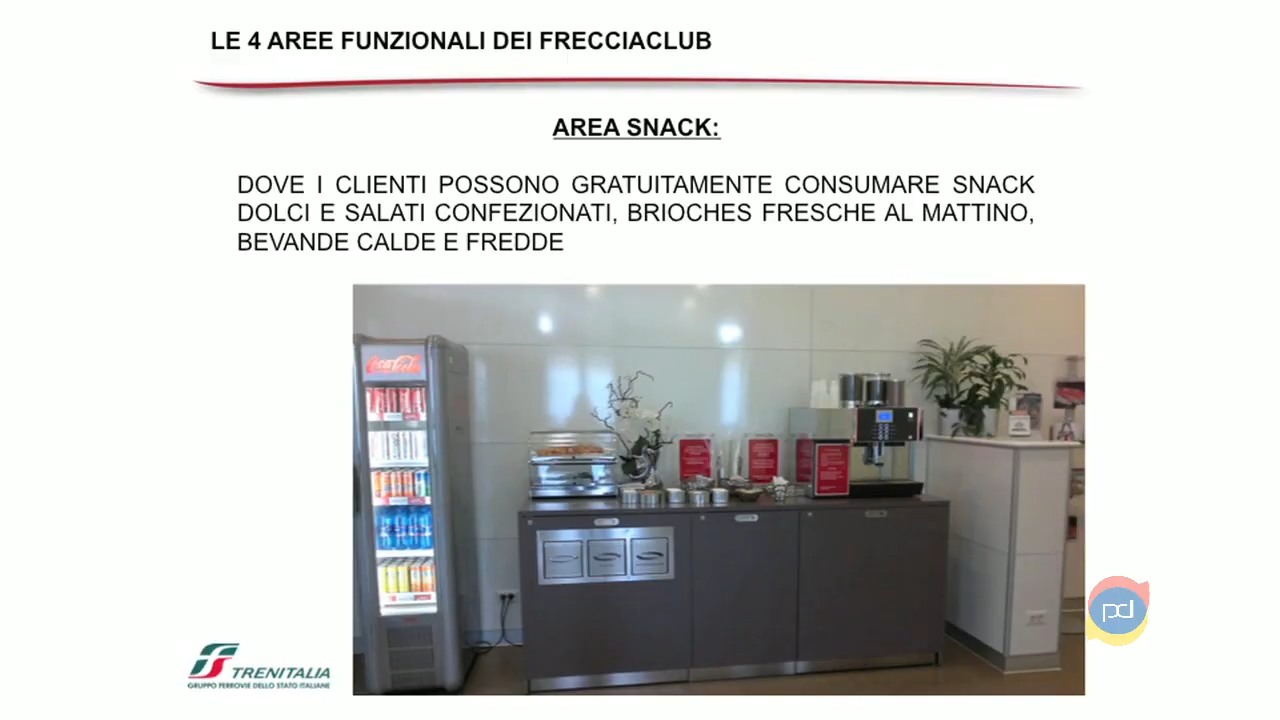 LE 4 AREE FUNZIONALI DEI FRECCIACLUB
AREA SNACK:
DOVE I CLIENTI POSSONO GRATUITAMENTE CONSUMARE SNACK
DOLCI E SALATI CONFEZIONATI, BRIOCHES FRESCHE AL MATTINO,
BEVANDE CALDE E FREDDE
Coca-Cola
TRENITALIA
GRUPPO FERROVIE DELLO STATO ITALIANE
pd